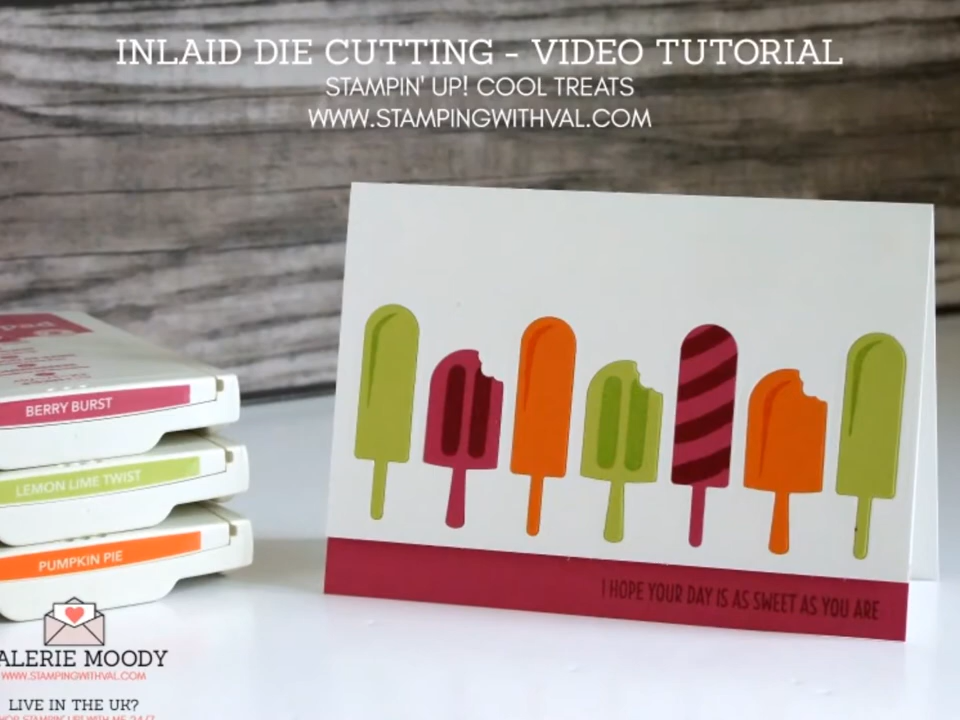 INLAID DIE CUTTING - VIDEO TUTORIAL
STAMPIN' UP! COOL TREATS
WWW.STAMPINGWITHVAL.COM
BERRY BURST
LEMON LIME TWIST
PUMPKIN PIE
I HOPE YOUR DAY IS AS SWEET AS YOU ARE
ALERIE MOODY
WWW.STAMPINGWITHVAL.COM
LIVE IN THE UK?